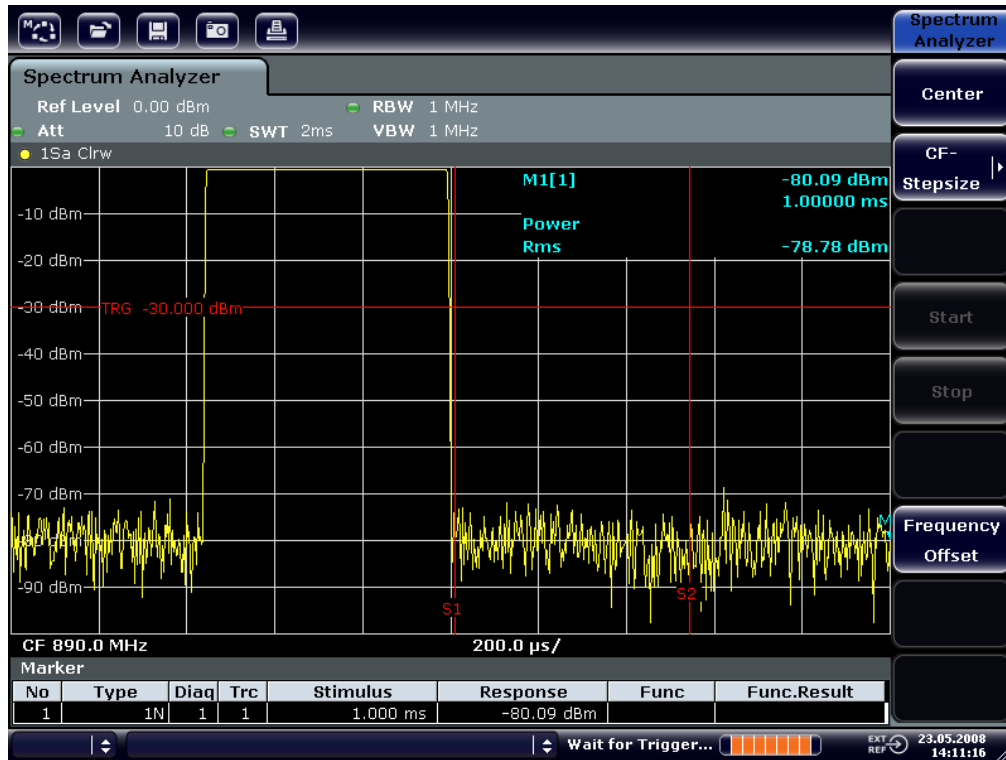 Spectrum
Analyzer
Spectrum Analyzer
Ref Level 0.00 dBm RBW 1 MHz
Att 10 dB SWT 2ms VBW 1 MHz
1Sa Clrw
M1[1] -80.09 dBm
1.00000 ms
Power
Rms -78.78 dBm
-10 dBm
-20 dBm
-30 dBm
TRG -30.000 dBm
-40 dBm
-50 dBm
-60 dBm
-70 dBm
-80 dBm
-90 dBm
S1
S2
CF 890.0 MHz 200.0 µs/
Marker
No Type Diag Trc Stimulus Response Func Func.Result
1 1N 1 1 1.000 ms -80.09 dBm
Wait for Trigger...
EXT
REF
23.05.2008
14:11:16
Center
CF-
Stepsize
Start
Stop
Frequency
Offset